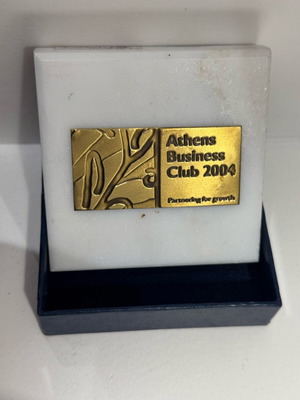 Athens
Business
Club 2004
Partnering for growth